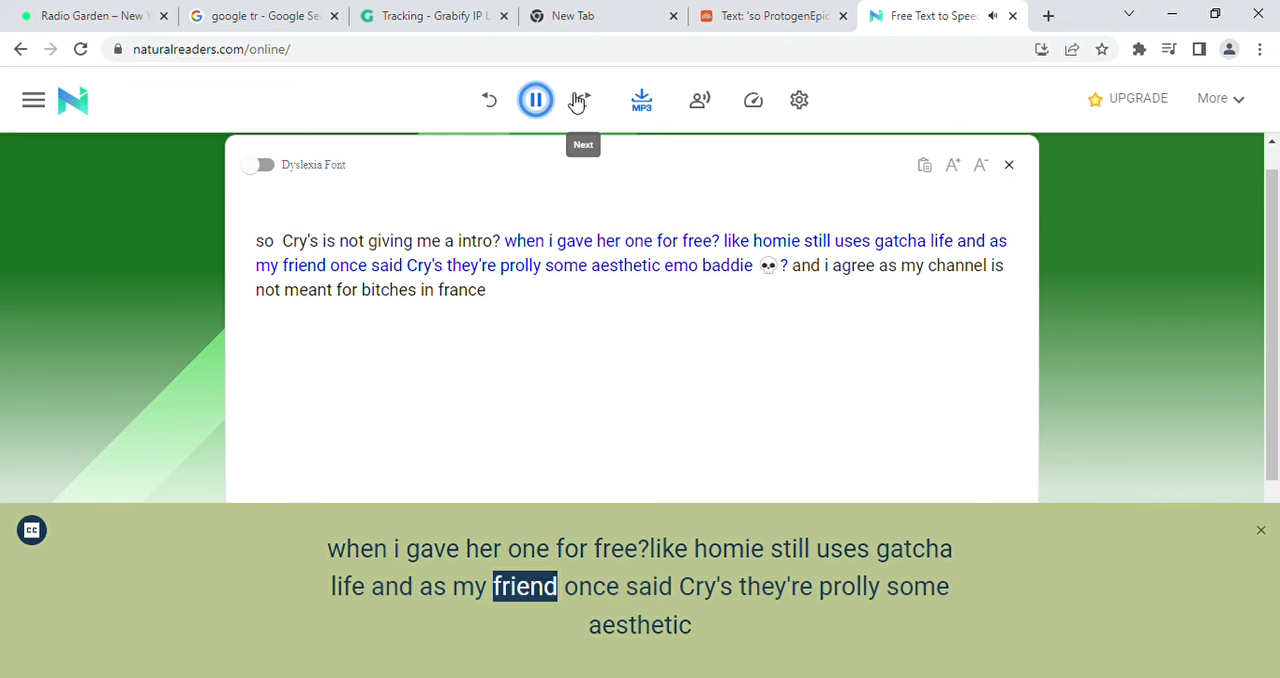 Radio Garden – New Y
google tr - Google Se
Tracking - Grabify IP L
New Tab
Text: 'so ProtogenEpic
Free Text to Spee
naturalreaders.com/online/
MP3
UPGRADE
More
Next
Dyslexia Font
A+ A-
so Cry's is not giving me a intro? when i gave her one for free? like homie still uses gatcha life and as
my friend once said Cry's they're prolly some aesthetic emo baddie 💀? and i agree as my channel is
not meant for bitches in france
CC
when i gave her one for free?like homie still uses gatcha
life and as my friend once said Cry's they're prolly some
aesthetic